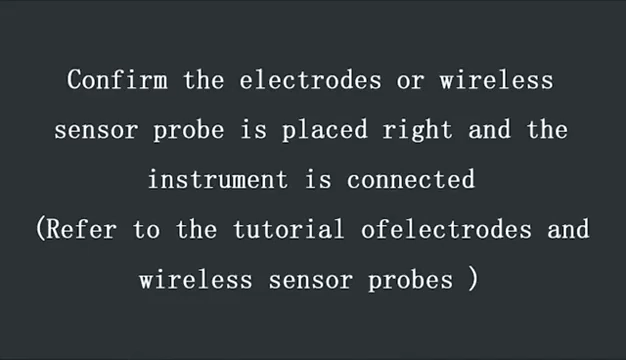 Confirm the electrodes or wireless
sensor probe is placed right and the
instrument is connected
(Refer to the tutorial ofelectrodes and
wireless sensor probes )